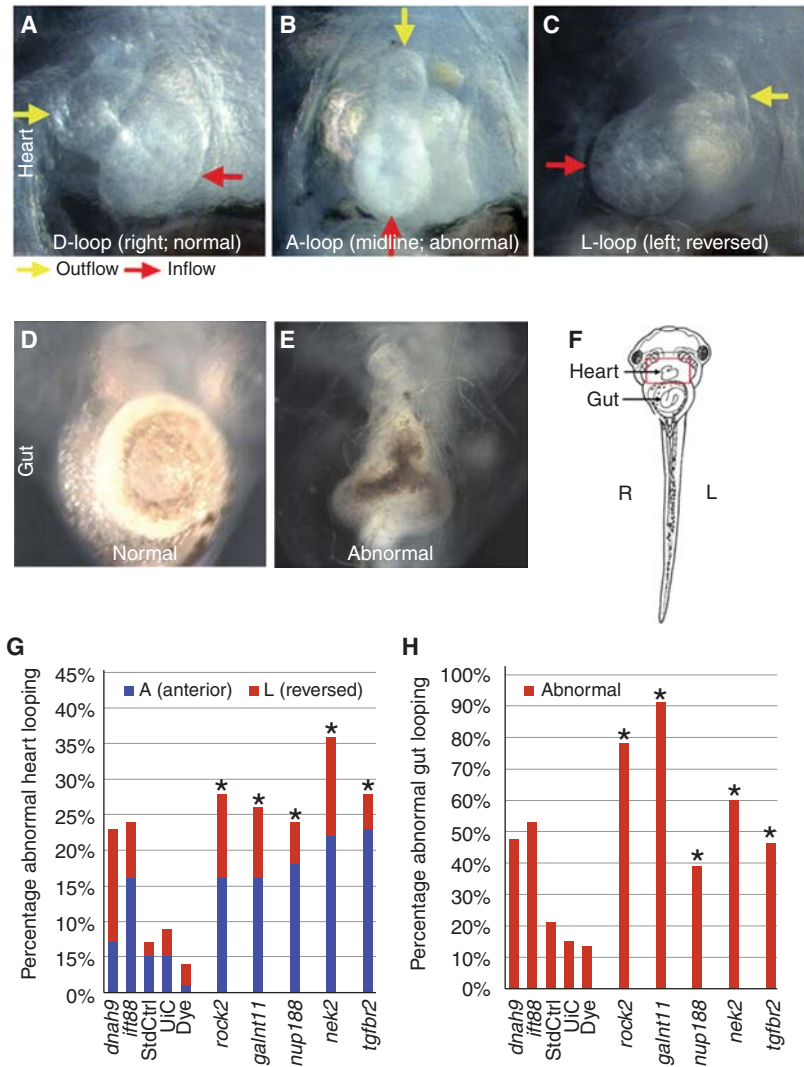 A
B
C
Heart
D-loop (right; normal)
A-loop (midline; abnormal)
L-loop (left; reversed)
Outflow
Inflow
D
E
F
Gut
Normal
Abnormal
Heart
Gut
R
L
G
Percentage abnormal heart looping
45%
40%
35%
30%
25%
20%
15%
10%
15%
0%
A (anterior)
L (reversed)
*
*
*
*
*
dnah9
ift88
StdCtrl
UiC
Dye
rock2
galnt11
nup188
nek2
tgfbr2
H
Percentage abnormal gut looping
100%
90%
80%
70%
60%
50%
40%
30%
20%
10%
0%
Abnormal
*
*
*
*
*
dnah9
ift88
StdCtrl
UiC
Dye
rock2
galnt11
nup188
nek2
tgfbr2